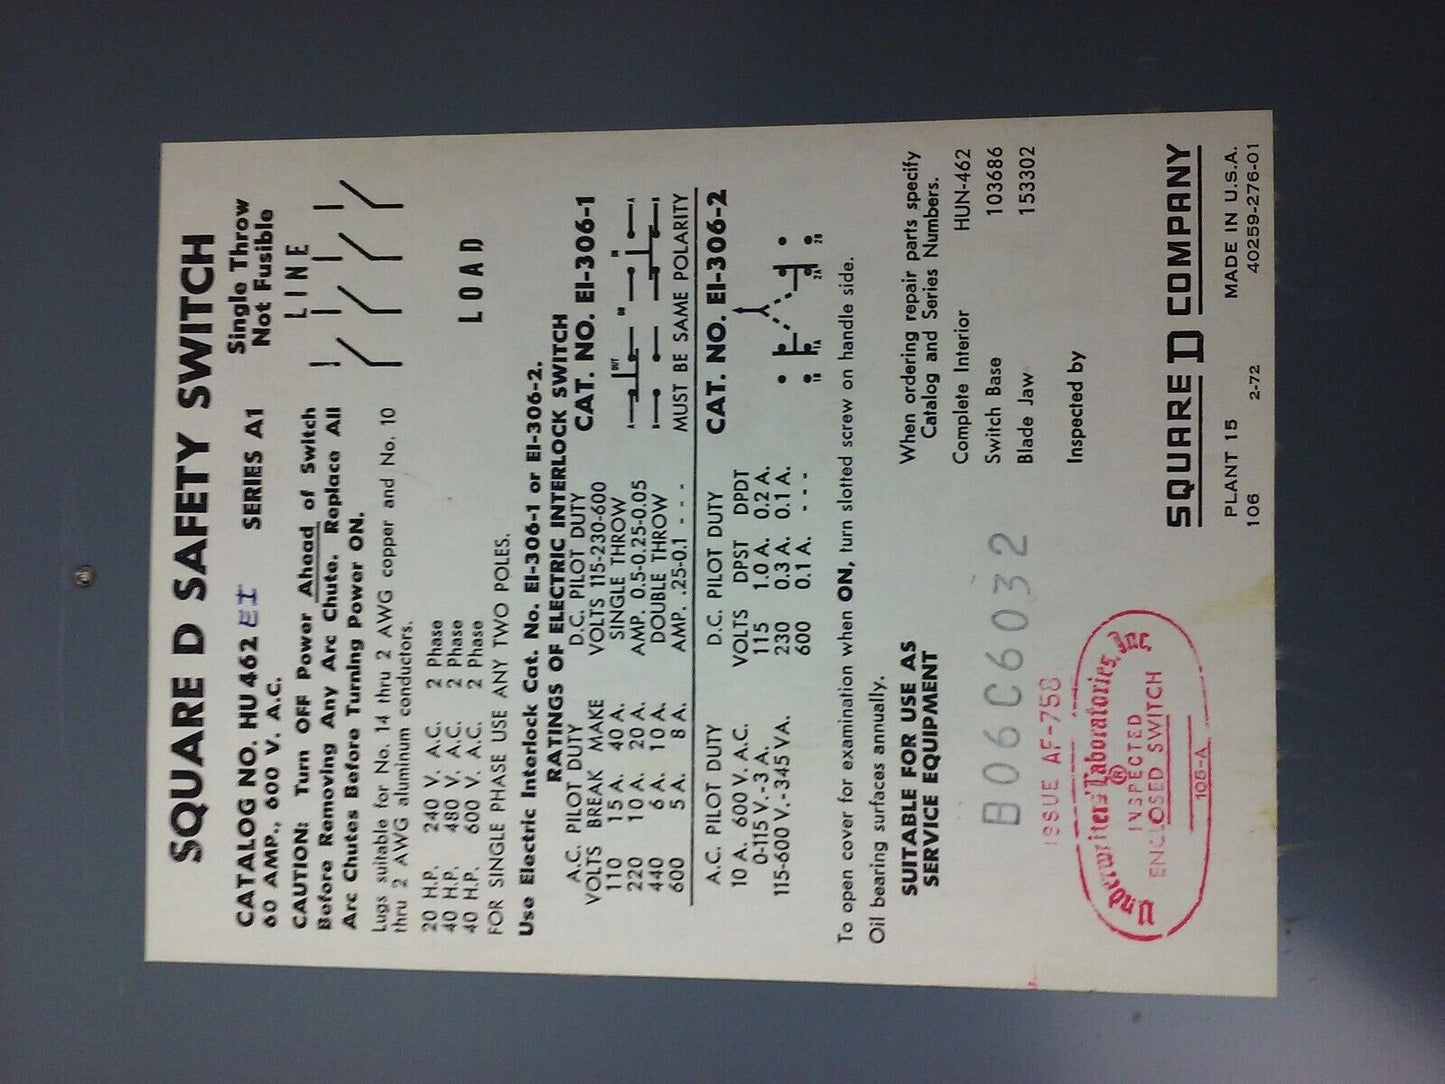 SQUARE D SAFETY SWITCH
CATALOG NO. HU 462 EI SERIES A1
60 AMP., 600 V. A.C.
Single Throw
Not Fusible
CAUTION: Turn OFF Power Ahead of Switch
Before Removing Any Arc Chute. Replace All
Arc Chutes Before Turning Power ON.
LINE
LOAD
Lugs suitable for No. 14 thru 2 AWG copper and No. 10
thru 2 AWG aluminum conductors.
20 H.P. 240 V. A.C. 2 Phase
40 H.P. 480 V. A.C. 2 Phase
40 H.P. 600 V. A.C. 2 Phase
FOR SINGLE PHASE USE ANY TWO POLES.
Use Electric Interlock Cat. No. EI-306-1 or EI-306-2.
RATINGS OF ELECTRIC INTERLOCK SWITCH
A.C. PILOT DUTY D.C. PILOT DUTY
VOLTS BREAK MAKE VOLTS 115-230-600
110 15 A. 40 A. SINGLE THROW
220 10 A. 20 A. AMP. 0.5-0.25-0.05
440 6 A. 10 A. DOUBLE THROW
600 5 A. 8 A. AMP. .25-0.1 - - -
CAT. NO. EI-306-1
A OUT A
B B
A OR IN A
MUST BE SAME POLARITY
A.C. PILOT DUTY D.C. PILOT DUTY
10 A. 600 V. A.C. VOLTS DPST DPDT
0-115 V.-3 A. 115 1.0 A. 0.2 A.
115-600 V.-345 VA. 230 0.3 A. 0.1 A.
600 0.1 A. - - -
CAT. NO. EI-306-2
1B 1A 2A 2B
To open cover for examination when ON, turn slotted screw on handle side.
Oil bearing surfaces annually.
SUITABLE FOR USE AS
SERVICE EQUIPMENT
When ordering repair parts specify
Catalog and Series Numbers.
Complete Interior HUN-462
Switch Base 103686
Blade Jaw 153302
Inspected by
B06C6032
ISSUE AF-758
Underwriters' Laboratories, Inc.
®
INSPECTED
ENCLOSED SWITCH
105-A
SQUARE D COMPANY
PLANT 15 MADE IN U.S.A.
106 2-72 40259-276-01